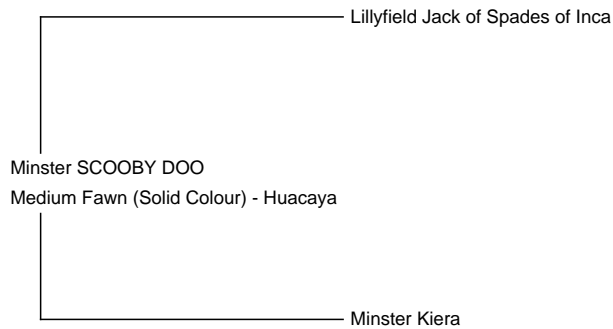 Lillyfield Jack of Spades of Inca
Minster SCOOBY DOO
Medium Fawn (Solid Colour) - Huacaya
Minster Kiera